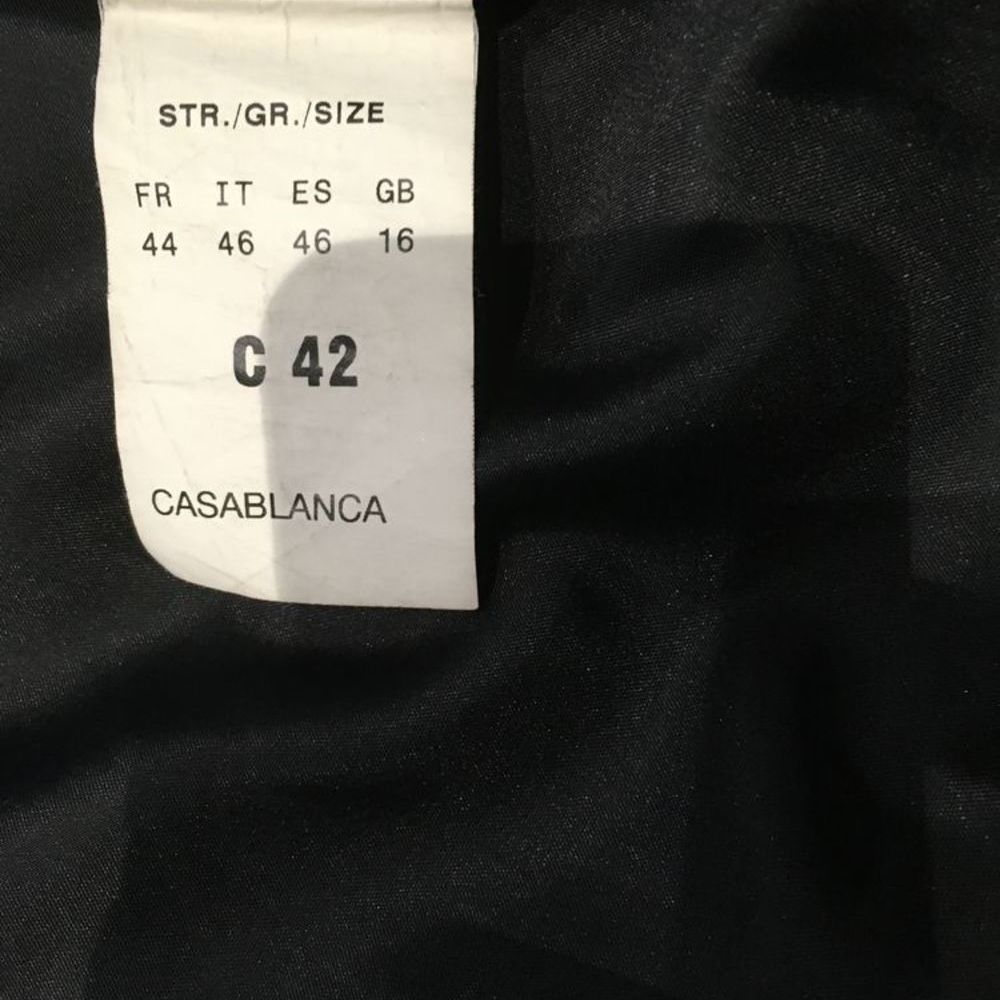 STR./GR./SIZE
FR IT ES GB
44 46 46 16
C 42
CASABLANCA